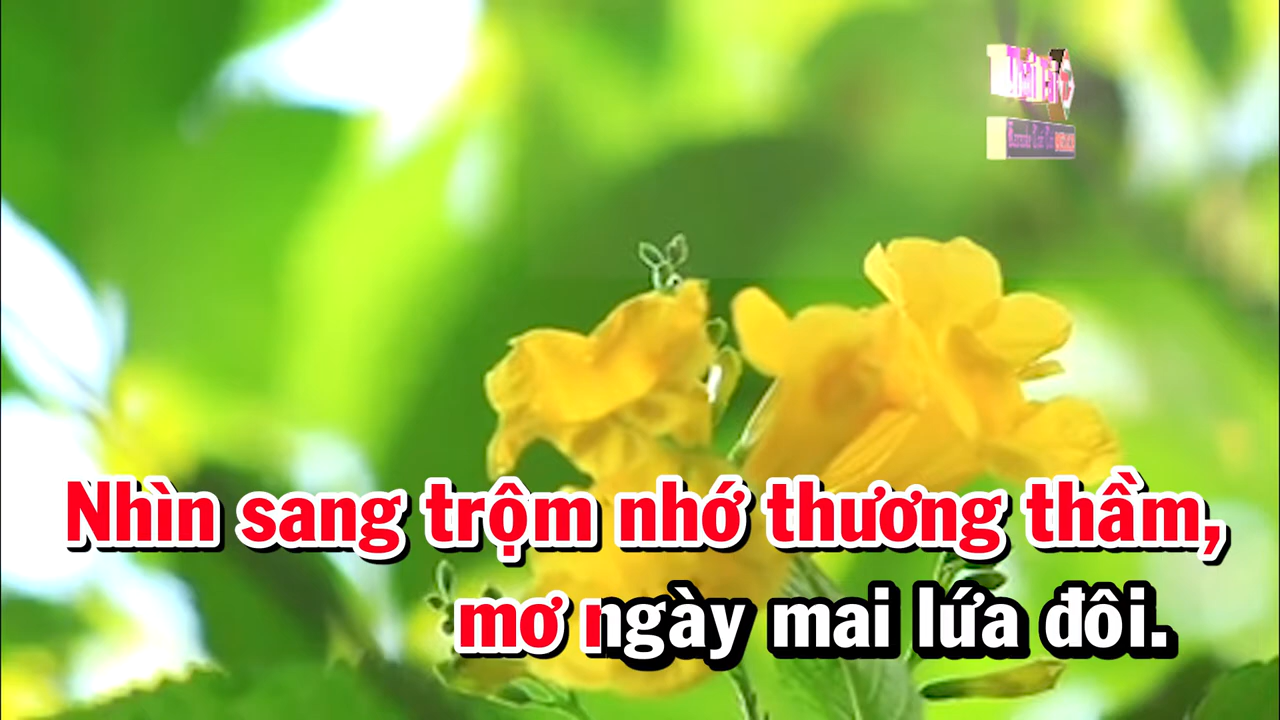 Nhìn sang trộm nhớ thương thầm,
mơ ngày mai lứa đôi.